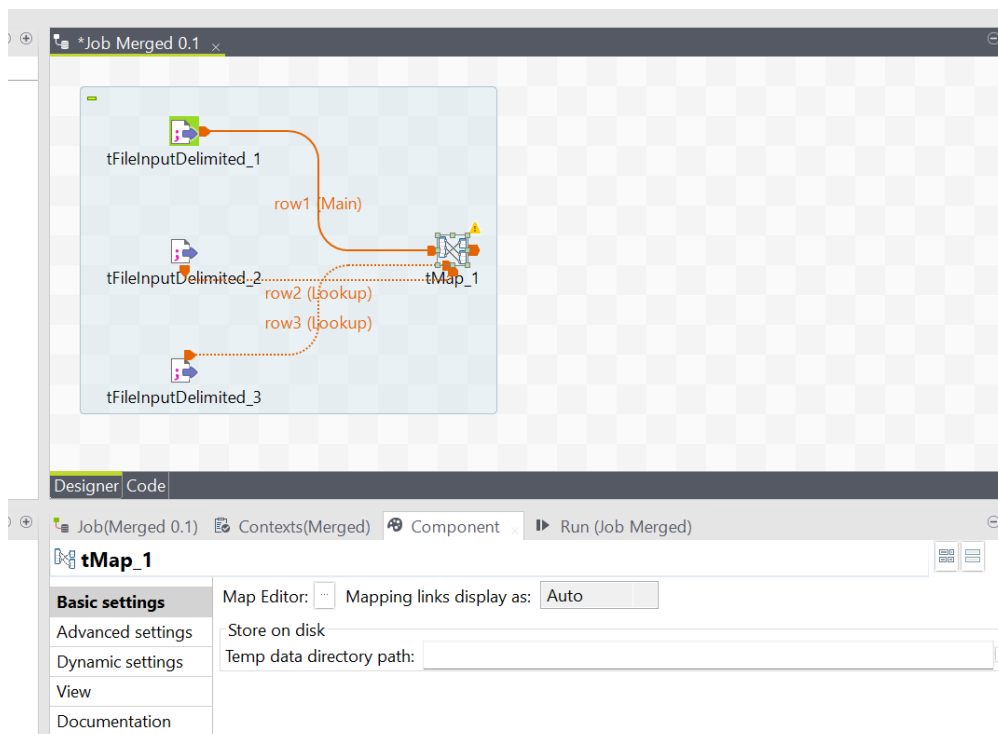 *Job Merged 0.1
tFileInputDelimited_1
row1 (Main)
tFileInputDelimited_2
tMap_1
row2 (Lookup)
row3 (Lookup)
tFileInputDelimited_3
Designer Code
Job(Merged 0.1) Contexts(Merged) Component Run (Job Merged)
tMap_1
Basic settings
Map Editor: ... Mapping links display as: Auto
Advanced settings
Store on disk
Temp data directory path:
Dynamic settings
View
Documentation